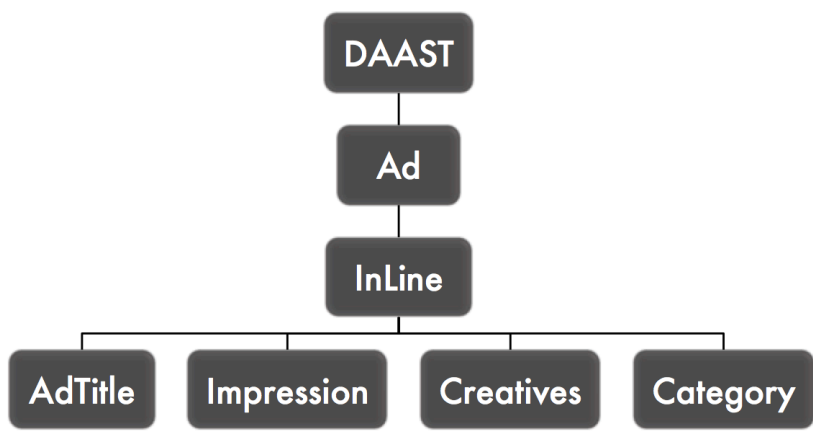 DAAST
Ad
InLine
AdTitle
Impression
Creatives
Category